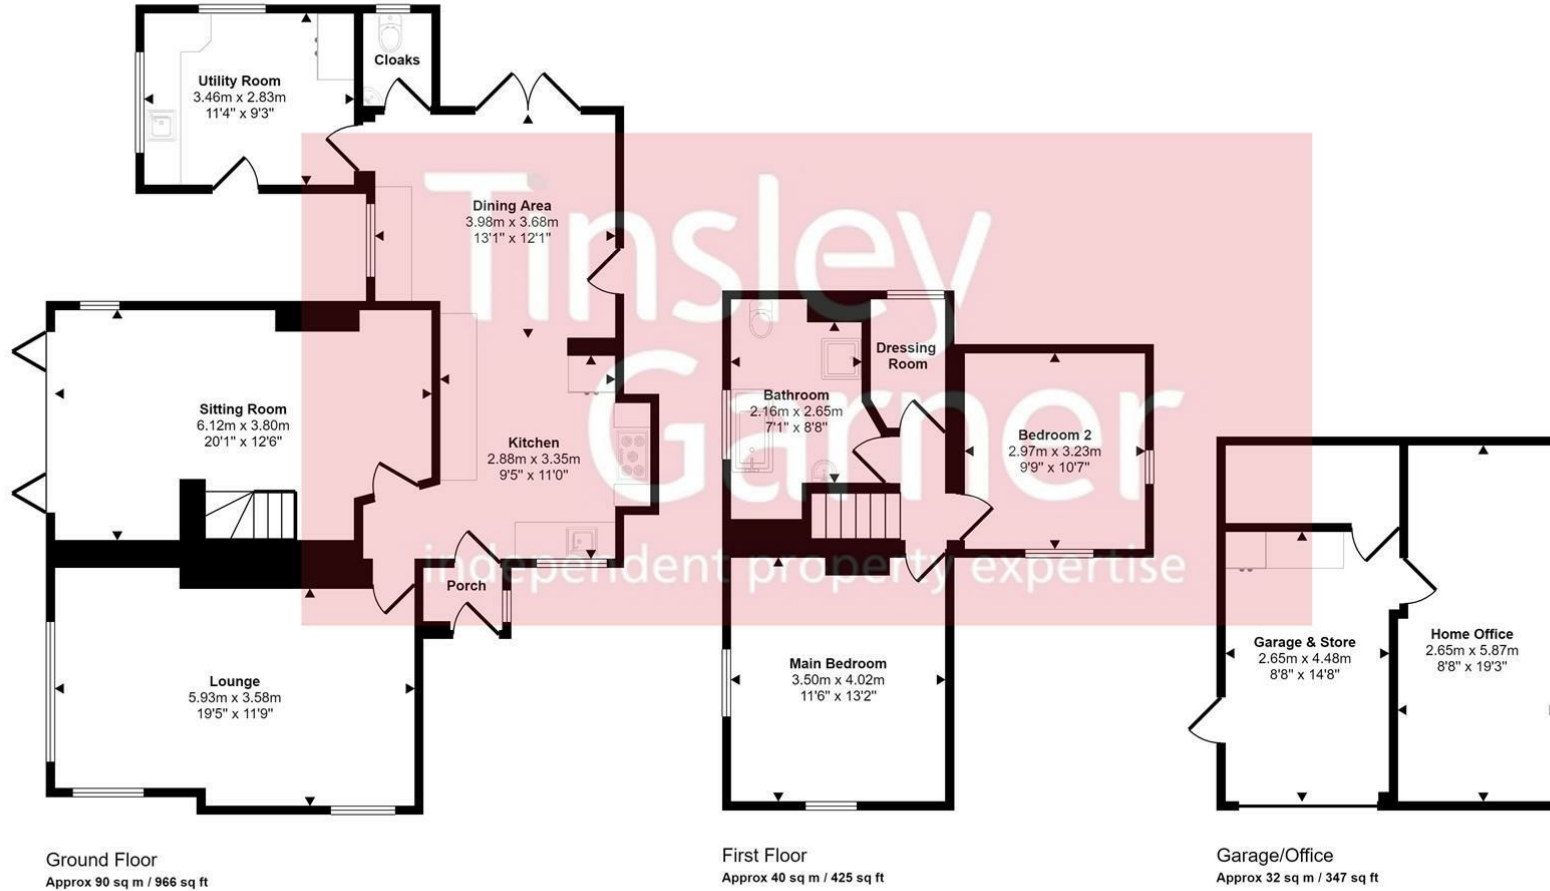 Cloaks
Utility Room
3.46m x 2.83m
11'4" x 9'3"
Dining Area
3.98m x 3.68m
13'1" x 12'1"
Sitting Room
6.12m x 3.80m
20'1" x 12'6"
Kitchen
2.88m x 3.35m
9'5" x 11'0"
Porch
Lounge
5.93m x 3.58m
19'5" x 11'9"
Ground Floor
Approx 90 sq m / 966 sq ft
Tinsley
Garner
independent property expertise
Dressing
Room
Bathroom
2.16m x 2.65m
7'1" x 8'8"
Bedroom 2
2.97m x 3.23m
9'9" x 10'7"
Main Bedroom
3.50m x 4.02m
11'6" x 13'2"
First Floor
Approx 40 sq m / 425 sq ft
Garage & Store
2.65m x 4.48m
8'8" x 14'8"
Home Office
2.65m x 5.87m
8'8" x 19'3"
Garage/Office
Approx 32 sq m / 347 sq ft